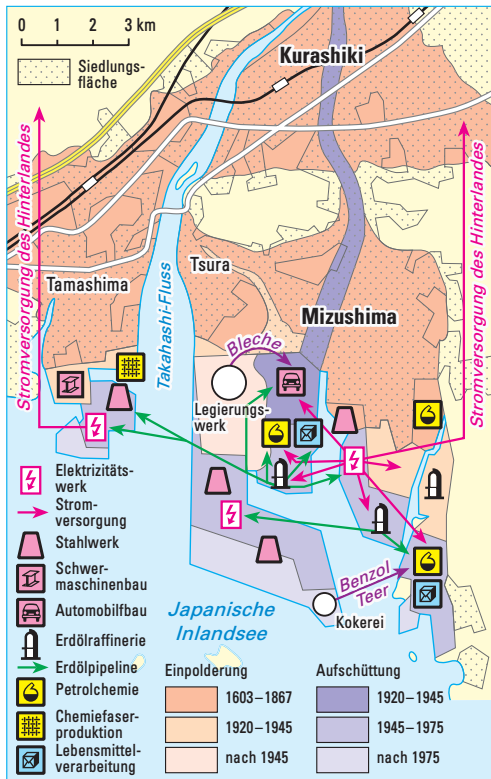 0 1 2 3 km
Siedlungs-
fläche
Kurashiki
Stromversorgung des Hinterlandes
Stromversorgung des Hinterlandes
Tamashima
Takahashi-Fluss
Tsura
Mizushima
Bleche
Legierungs-
werk
Benzol
Teer
Kokerei
Japanische
Inlandsee
Elektrizitäts-
werk
Strom-
versorgung
Stahlwerk
Schwer-
maschinenbau
Automobilfbau
Erdölraffinerie
Erdölpipeline
Petrolchemie
Chemiefaser-
produktion
Lebensmittel-
verarbeitung
Einpolderung
1603–1867
1920–1945
nach 1945
Aufschüttung
1920–1945
1945–1975
nach 1975